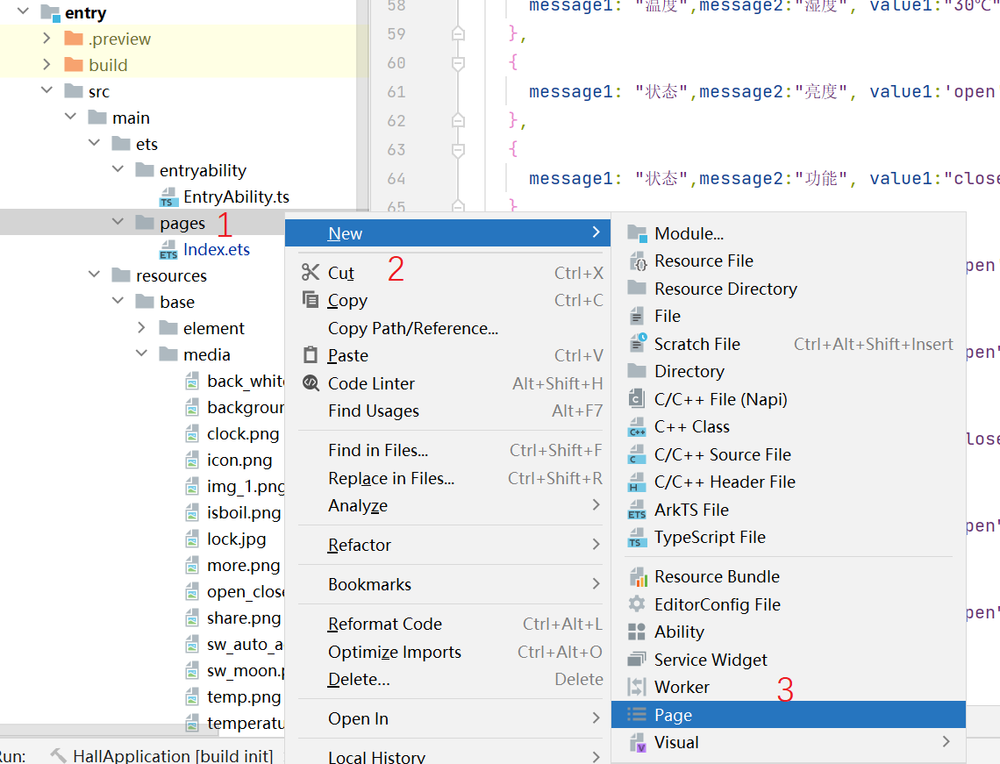 entry
.preview
build
src
main
ets
entryability
EntryAbility.ts
pages 1
Index.ets
resources
base
element
media
back_white
backgroun
clock.png
icon.png
img_1.png
isboil.png
lock.jpg
more.png
open_close
share.png
sw_auto_a
sw_moon.p
temp.png
temperatu
Run: HallApplication [build init]
58 message1: "温度",message2:"湿度", value1:"30℃"
59 },
60 {
61 message1: "状态",message2:"亮度", value1:'open'
62 },
63 {
64 message1: "状态",message2:"功能", value1:"close
65 }
New
2
Cut Ctrl+X
Copy Ctrl+C
Copy Path/Reference...
Paste Ctrl+V
Code Linter Alt+Shift+H
Find Usages Alt+F7
Find in Files... Ctrl+Shift+F
Replace in Files... Ctrl+Shift+R
Analyze
Refactor
Bookmarks
Reformat Code Ctrl+Alt+L
Optimize Imports Ctrl+Alt+O
Delete... Delete
Open In
Local History
Module...
Resource File
Resource Directory
File
Scratch File Ctrl+Alt+Shift+Insert
Directory
C/C++ File (Napi)
C++ Class
C/C++ Source File
C/C++ Header File
ArkTS File
TypeScript File
Resource Bundle
EditorConfig File
Ability
Service Widget
Worker
3
Page
Visual
pen'
pen'
lose
pen'
pen'